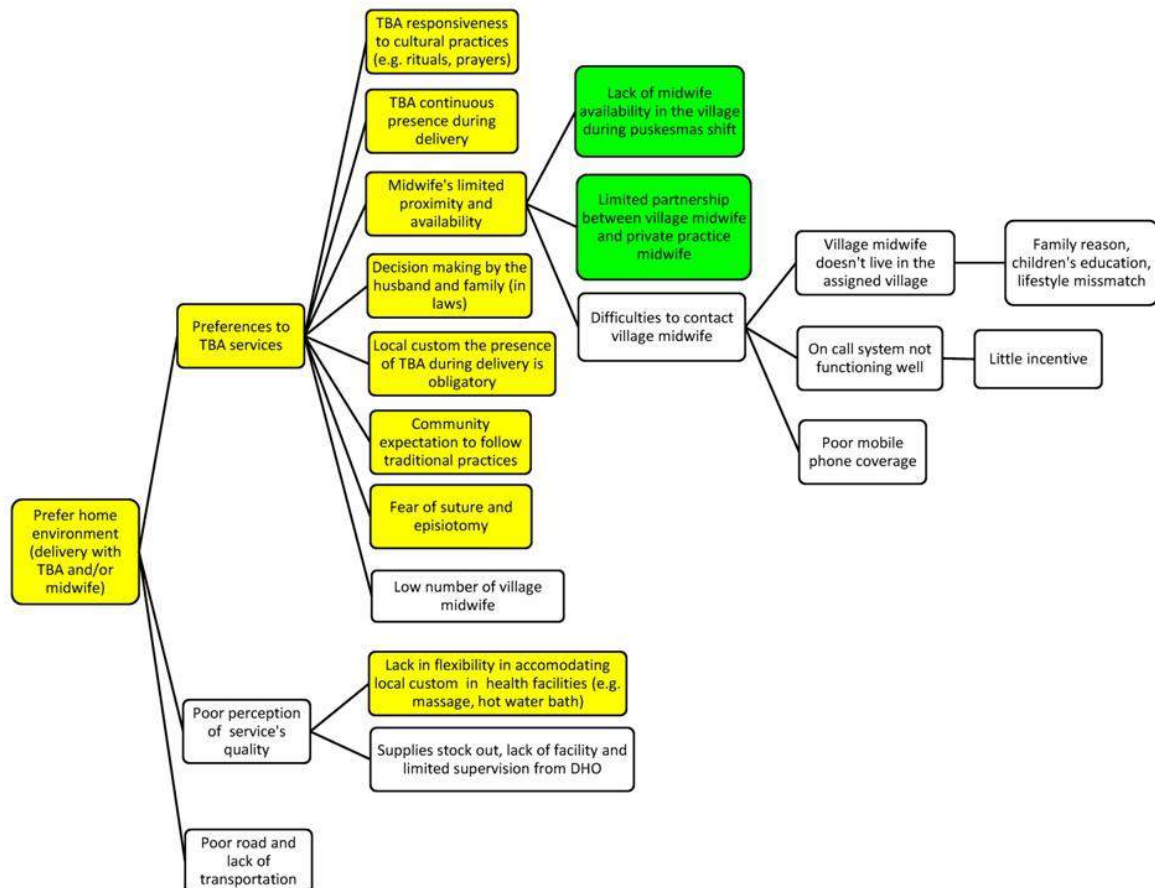 TBA responsiveness
to cultural practices
(e.g. rituals, prayers)
TBA continuous
presence during
delivery
Midwife's limited
proximity and
availability
Decision making by the
husband and family (in
laws)
Local custom the presence
of TBA during delivery is
obligatory
Community
expectation to follow
traditional practices
Fear of suture and
episiotomy
Low number of village
midwife
Lack of midwife
availability in the village
during puskesmas shift
Limited partnership
between village midwife
and private practice
midwife
Difficulties to contact
village midwife
Village midwife
doesn't live in the
assigned village
Family reason,
children's education,
lifestyle missmatch
On call system not
functioning well
Little incentive
Poor mobile
phone coverage
Preferences to
TBA services
Prefer home
environment
(delivery with
TBA and/or
midwife)
Poor perception
of service's
quality
Lack in flexibility in accomodating
local custom in health facilities (e.g.
massage, hot water bath)
Supplies stock out, lack of facility and
limited supervision from DHO
Poor road and
lack of
transportation